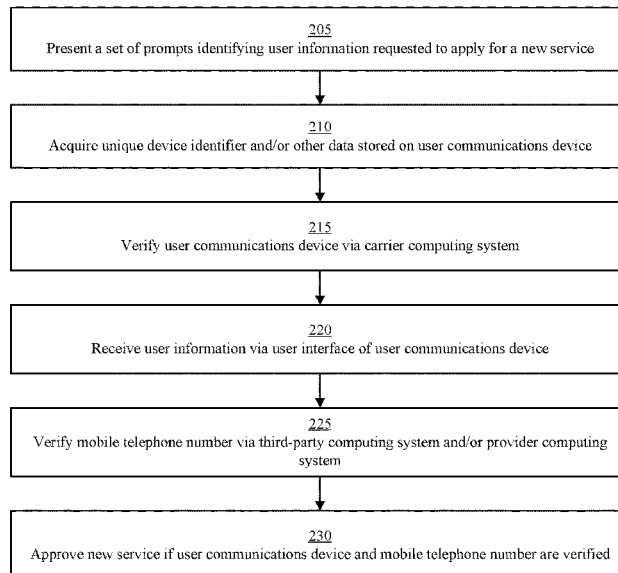 205
Present a set of prompts identifying user information requested to apply for a new service
210
Acquire unique device identifier and/or other data stored on user communications device
215
Verify user communications device via carrier computing system
220
Receive user information via user interface of user communications device
225
Verify mobile telephone number via third-party computing system and/or provider computing
system
230
Approve new service if user communications device and mobile telephone number are verified